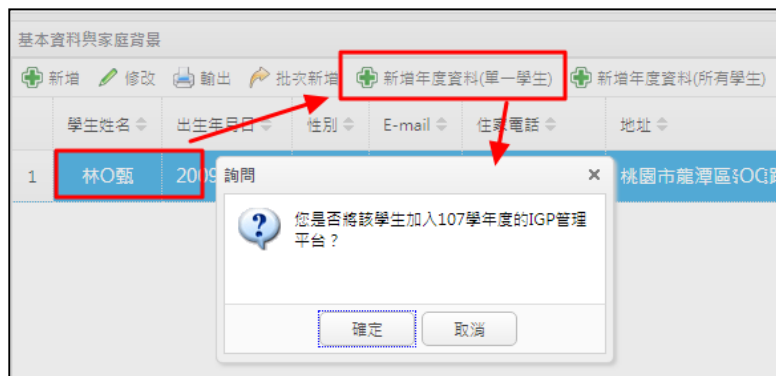 基本資料與家庭背景
新增 修改 輸出 批次新增 新增年度資料(單一學生) 新增年度資料(所有學生)
學生姓名 出生年月日 性別 E-mail 住家電話 地址
1 林O甄 2009 桃園市龍潭區
詢問
您是否將該學生加入107學年度的IGP管理
平台？
確定 取消